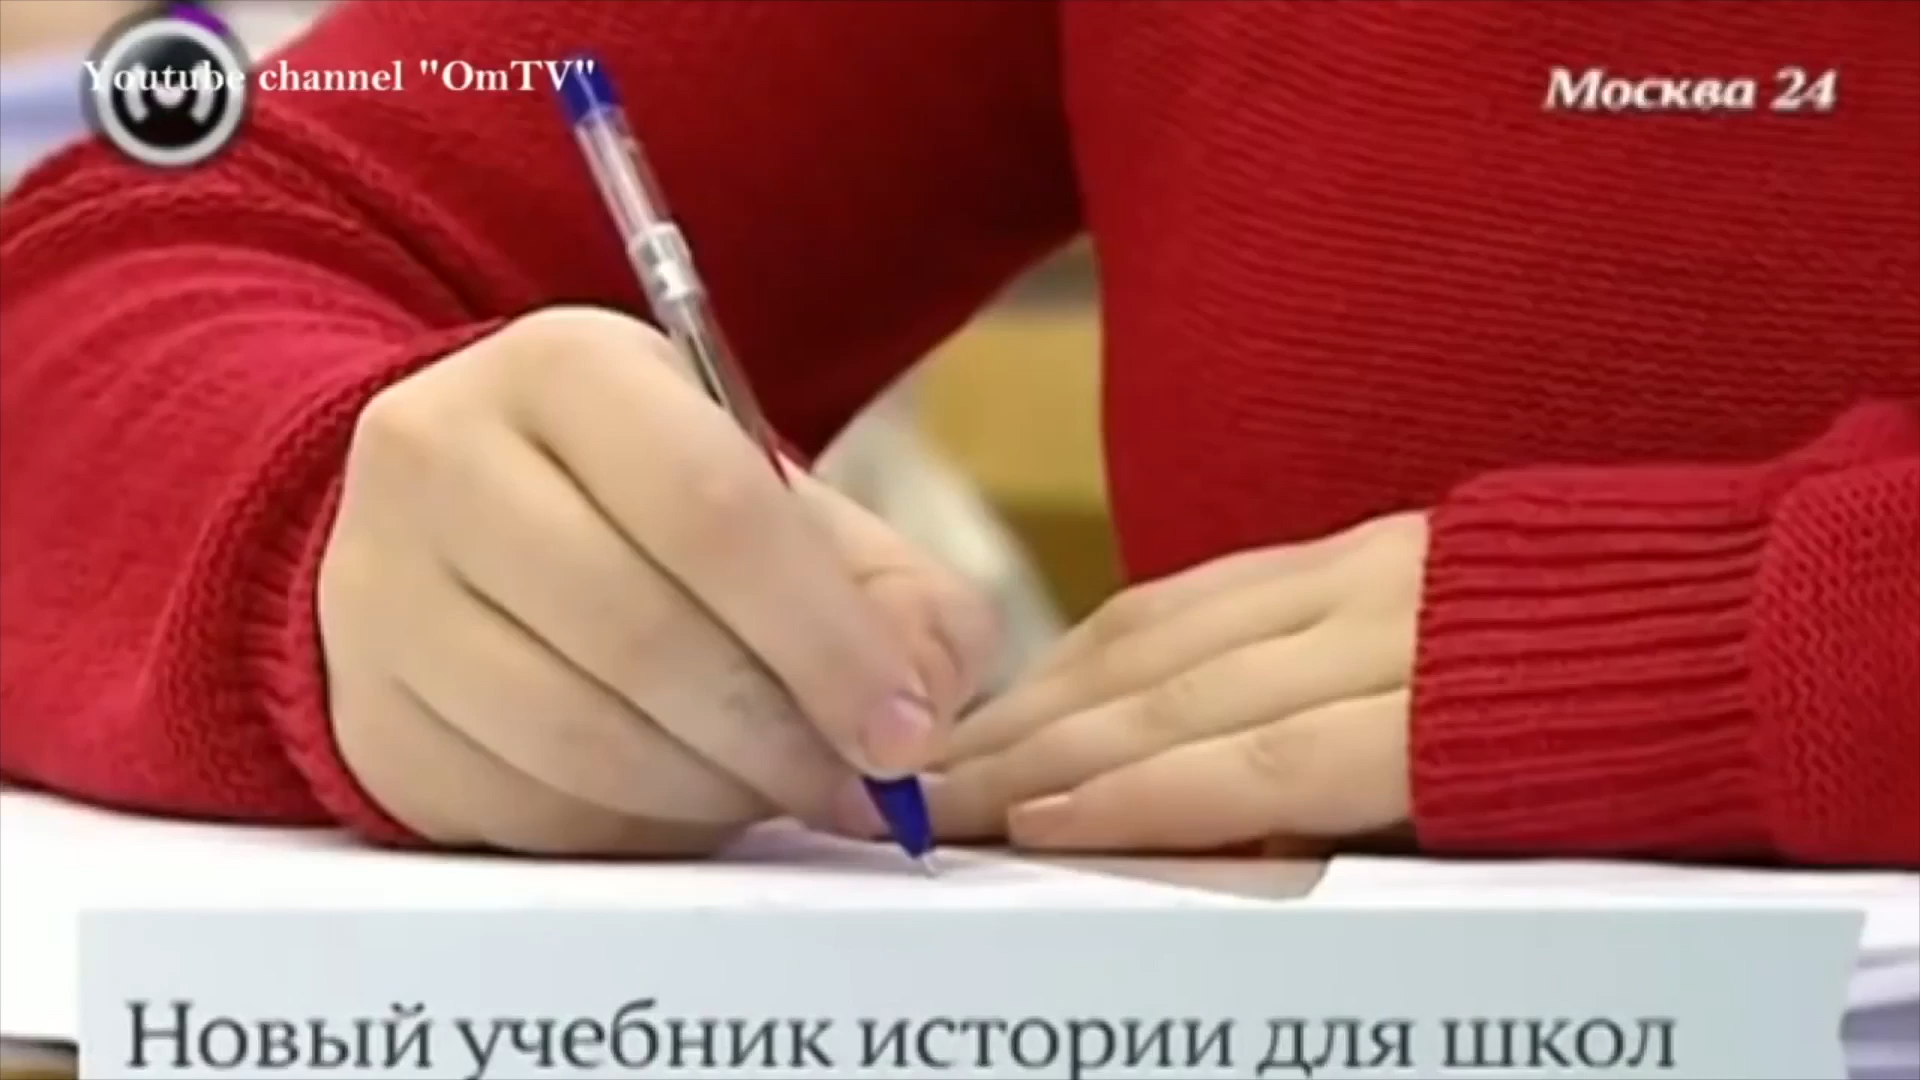 Youtube channel "OmTV"
Москва 24
Новый учебник истории для школ